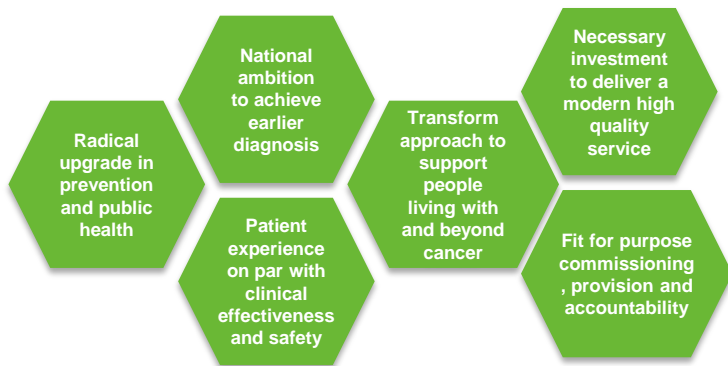 Radical
upgrade in
prevention
and public
health
National
ambition
to achieve
earlier
diagnosis
Patient
experience
on par with
clinical
effectiveness
and safety
Transform
approach to
support
people
living with
and beyond
cancer
Necessary
investment
to deliver a
modern high
quality
service
Fit for purpose
commissioning
, provision and
accountability